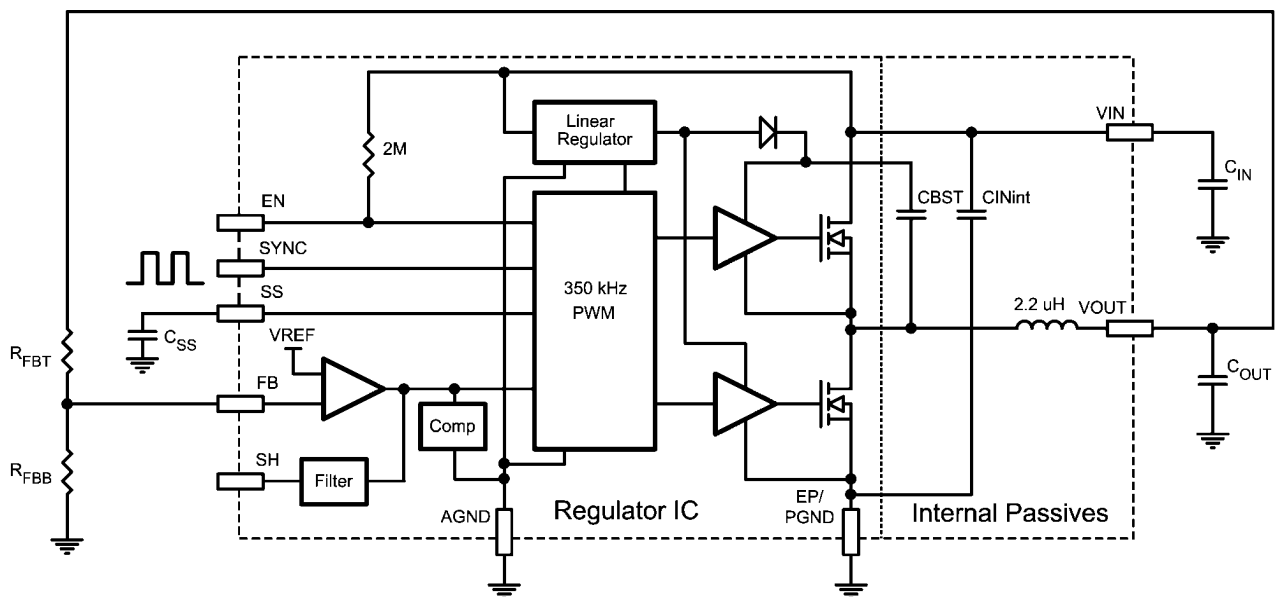 VIN
Linear
Regulator
2M
C_IN
EN
CBST
CINint
SYNC
SS
350 kHz
PWM
2.2 uH
VOUT
C_SS
VREF
R_FBT
FB
C_OUT
Comp
SH
R_FBB
Filter
EP/
PGND
AGND
Regulator IC
Internal Passives